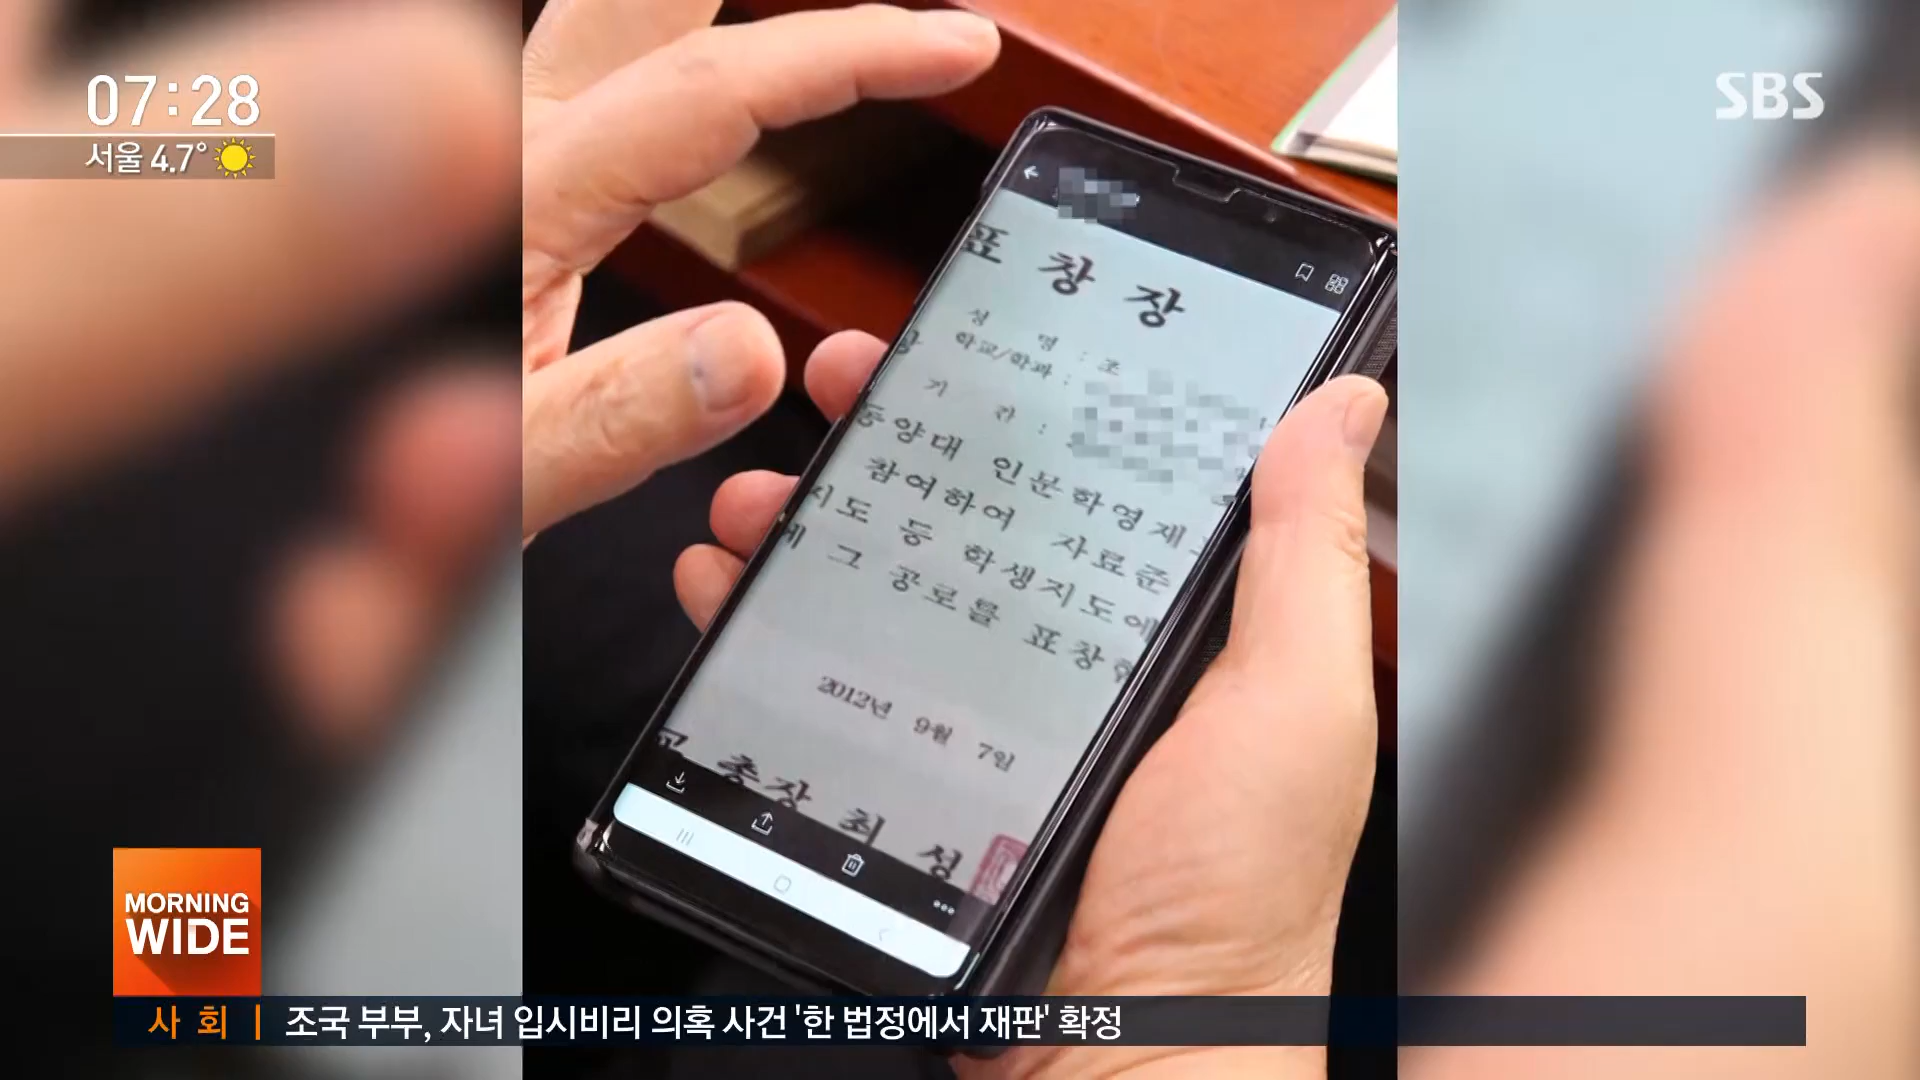 07:28
서울 4.7°
SBS
표 창 장
성 명 : 조
학교/학과 :
기 간 :
동양대 인문학영재
참여하여 자료준
지도 등 학생지도에
그 공로를 표창
2012년 9월 7일
교 총장 최 성
MORNING
WIDE
사 회 | 조국 부부, 자녀 입시비리 의혹 사건 '한 법정에서 재판' 확정